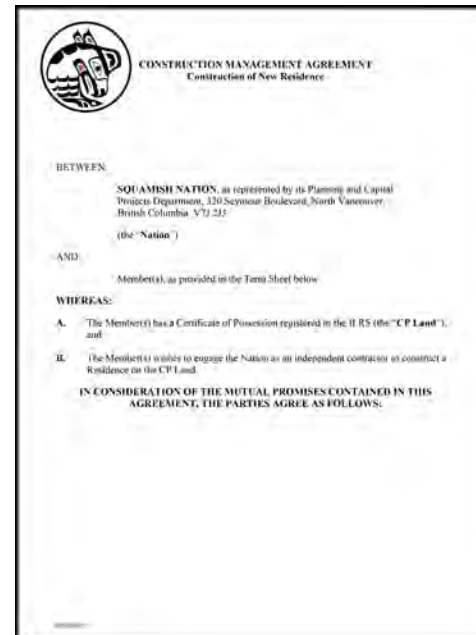 CONSTRUCTION MANAGEMENT AGREEMENT
Construction of New Residence
BETWEEN:
SQUAMISH NATION, as represented by its Planning and Capital
Projects Department, 320 Seymour Boulevard, North Vancouver,
British Columbia V7J 2J3
(the "Nation")
AND:
Member(s), as provided in the Term Sheet below
WHEREAS:
A. The Member(s) has a Certificate of Possession registered in the ILRS (the "CP Land"),
and
B. The Member(s) wishes to engage the Nation as an independent contractor to construct a
Residence on the CP Land.
IN CONSIDERATION OF THE MUTUAL PROMISES CONTAINED IN THIS
AGREEMENT, THE PARTIES AGREE AS FOLLOWS: